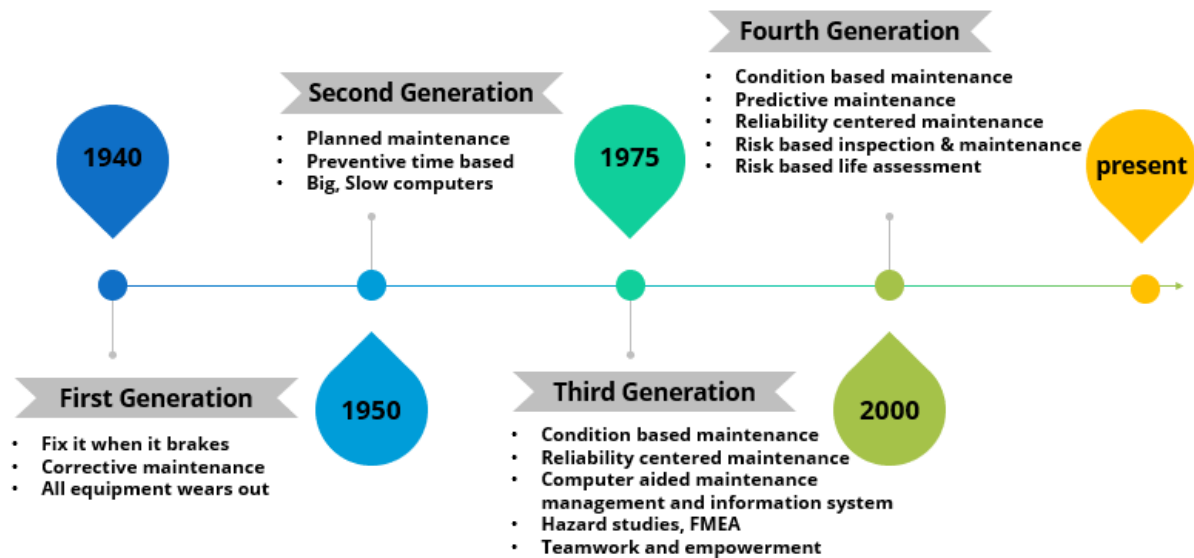 1940
First Generation
• Fix it when it brakes
• Corrective maintenance
• All equipment wears out
Second Generation
• Planned maintenance
• Preventive time based
• Big, Slow computers
1950
1975
Third Generation
• Condition based maintenance
• Reliability centered maintenance
• Computer aided maintenance
management and information system
• Hazard studies, FMEA
• Teamwork and empowerment
Fourth Generation
• Condition based maintenance
• Predictive maintenance
• Reliability centered maintenance
• Risk based inspection & maintenance
• Risk based life assessment
2000
present